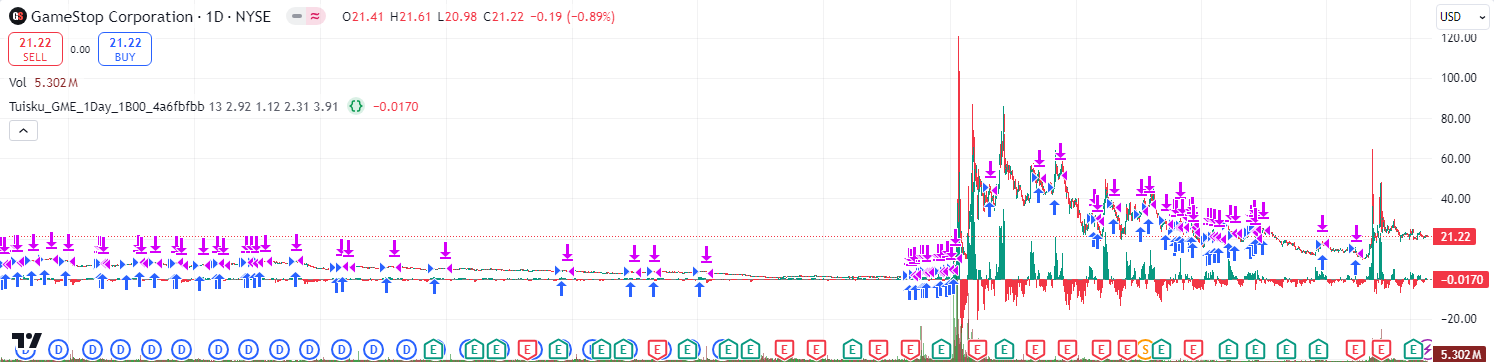 GameStop Corporation · 1D · NYSE O21.41 H21.61 L20.98 C21.22 −0.19 (−0.89%)
USD
21.22 0.00 21.22
SELL BUY
Vol 5.302 M
Tuisku_GME_1Day_1B00_4a6fbfbb 13 2.92 1.12 2.31 3.91 {} −0.0170
120.00
100.00
80.00
60.00
40.00
21.22
−0.0170
−20.00
5.302 M
D D D D D D D D D D D D D E E E E E E E E E E E E E E E E E E E E E E S E E E E E E E E